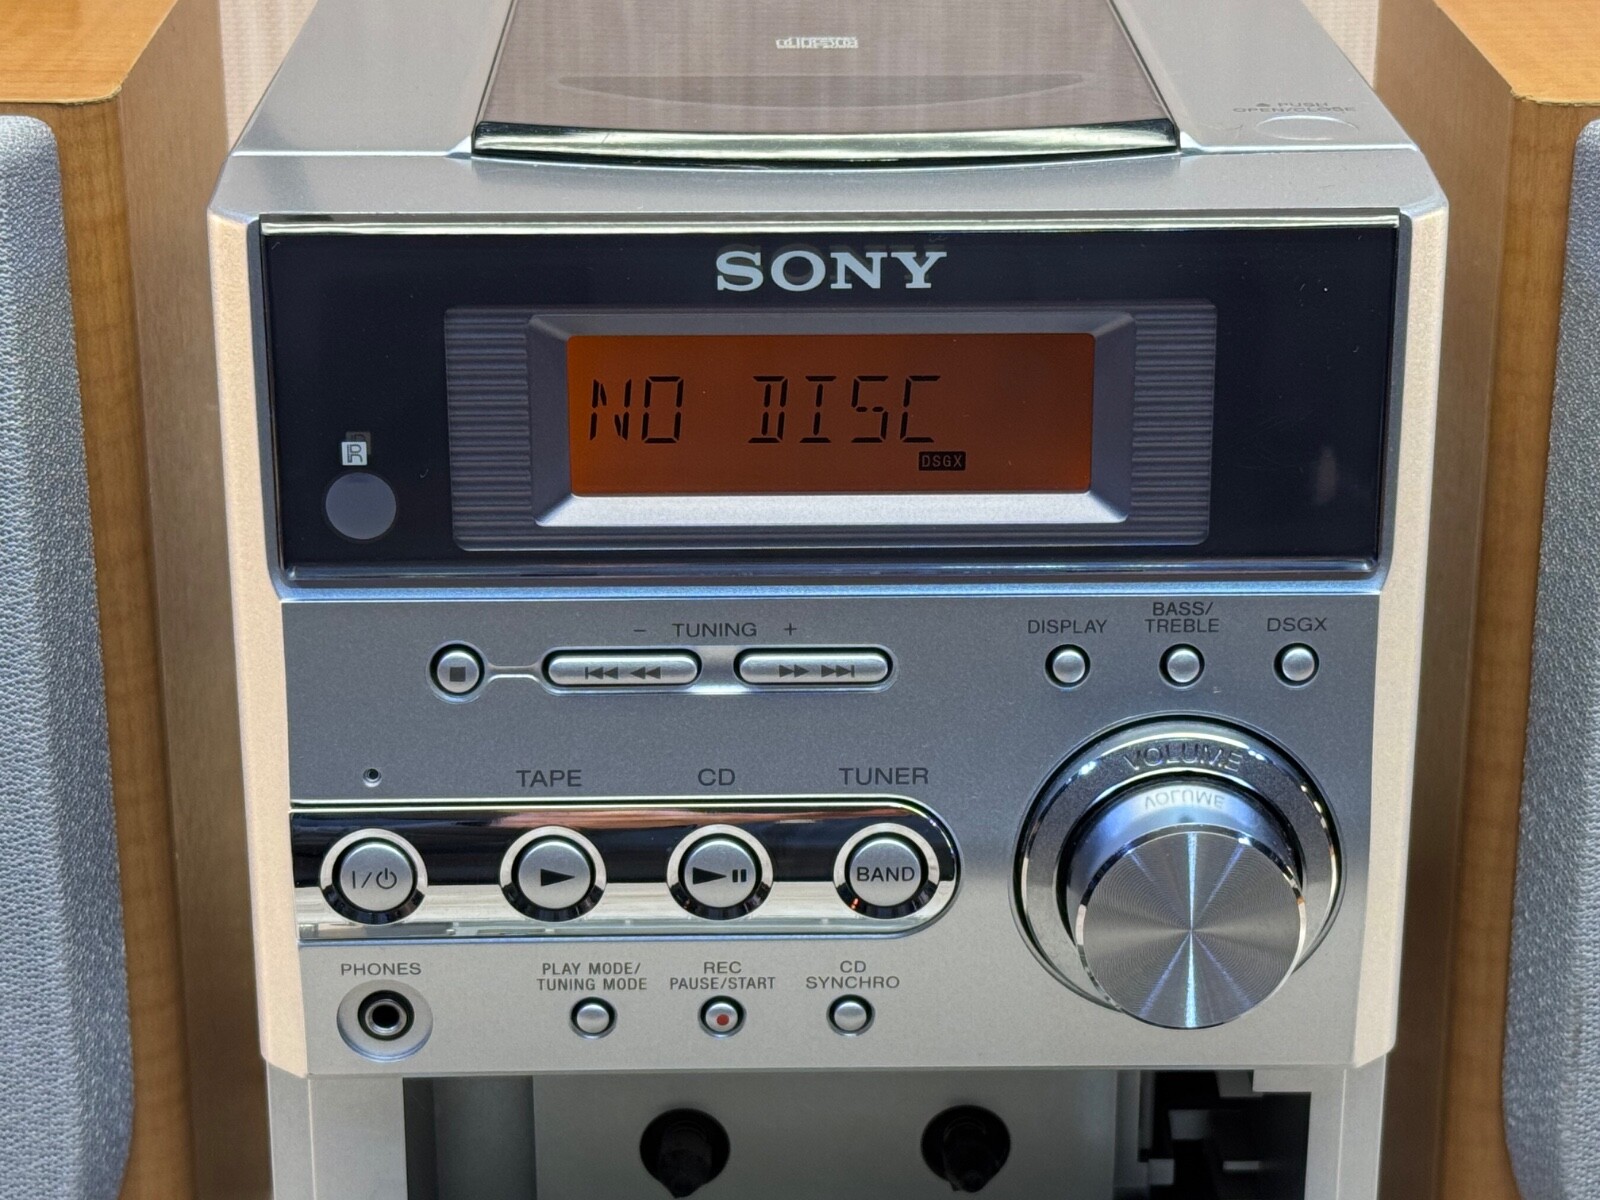 PUSH
OPEN/CLOSE
SONY
NO DISC
DSGX
R
− TUNING +
DISPLAY
BASS/
TREBLE
DSGX
VOLUME
TAPE
CD
TUNER
I/⏻
BAND
PHONES
PLAY MODE/
TUNING MODE
REC
PAUSE/START
CD
SYNCHRO